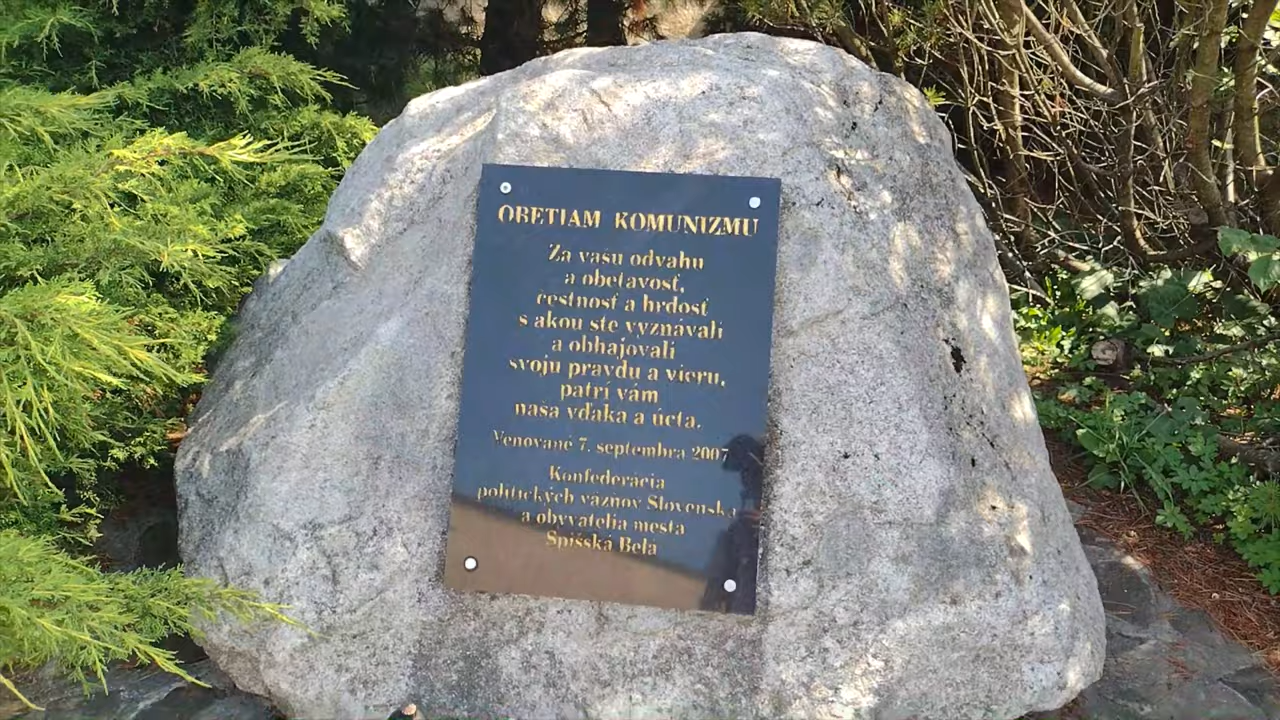 OBETIAM KOMUNIZMU
Za vašu odvahu
a obetavosť,
čestnosť a hrdosť
s akou ste vyznávali
a obhajovali
svoju pravdu a vieru,
patrí vám
naša vďaka a úcta.
Venované 7. septembra 2007
Konfederácia
politických väzňov Slovenska
a obyvatelia mesta
Spišská Belá